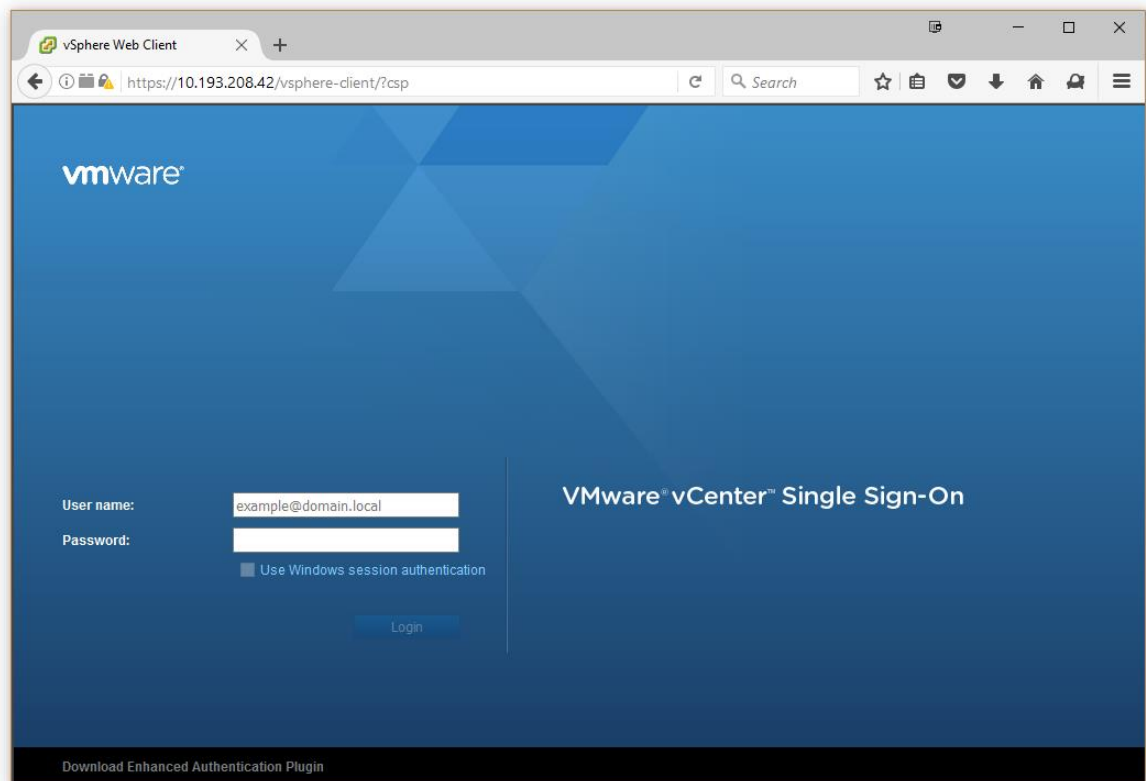 vSphere Web Client
https://10.193.208.42/vsphere-client/?csp
Search
vmware®
User name:
example@domain.local
VMware® vCenter™ Single Sign-On
Password:
Use Windows session authentication
Login
Download Enhanced Authentication Plugin